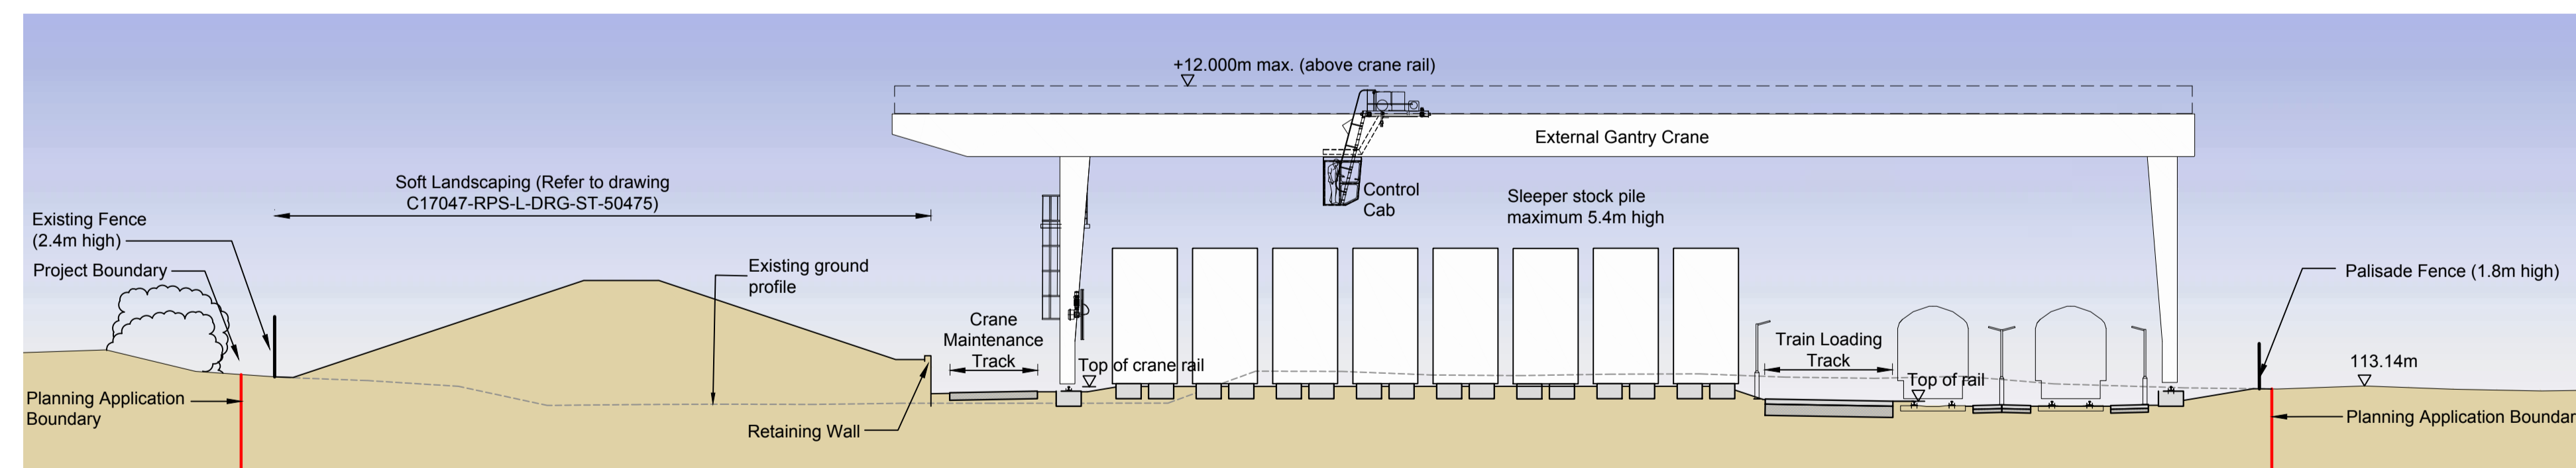 +12.000m max. (above crane rail)
External Gantry Crane
Soft Landscaping (Refer to drawing
C17047-RPS-L-DRG-ST-50475)
Control
Cab
Sleeper stock pile
maximum 5.4m high
Existing Fence
(2.4m high)
Project Boundary
Existing ground
profile
Palisade Fence (1.8m high)
Crane
Maintenance
Track
Top of crane rail
Train Loading
Track
Top of rail
113.14m
Planning Application
Boundary
Retaining Wall
Planning Application Boundar